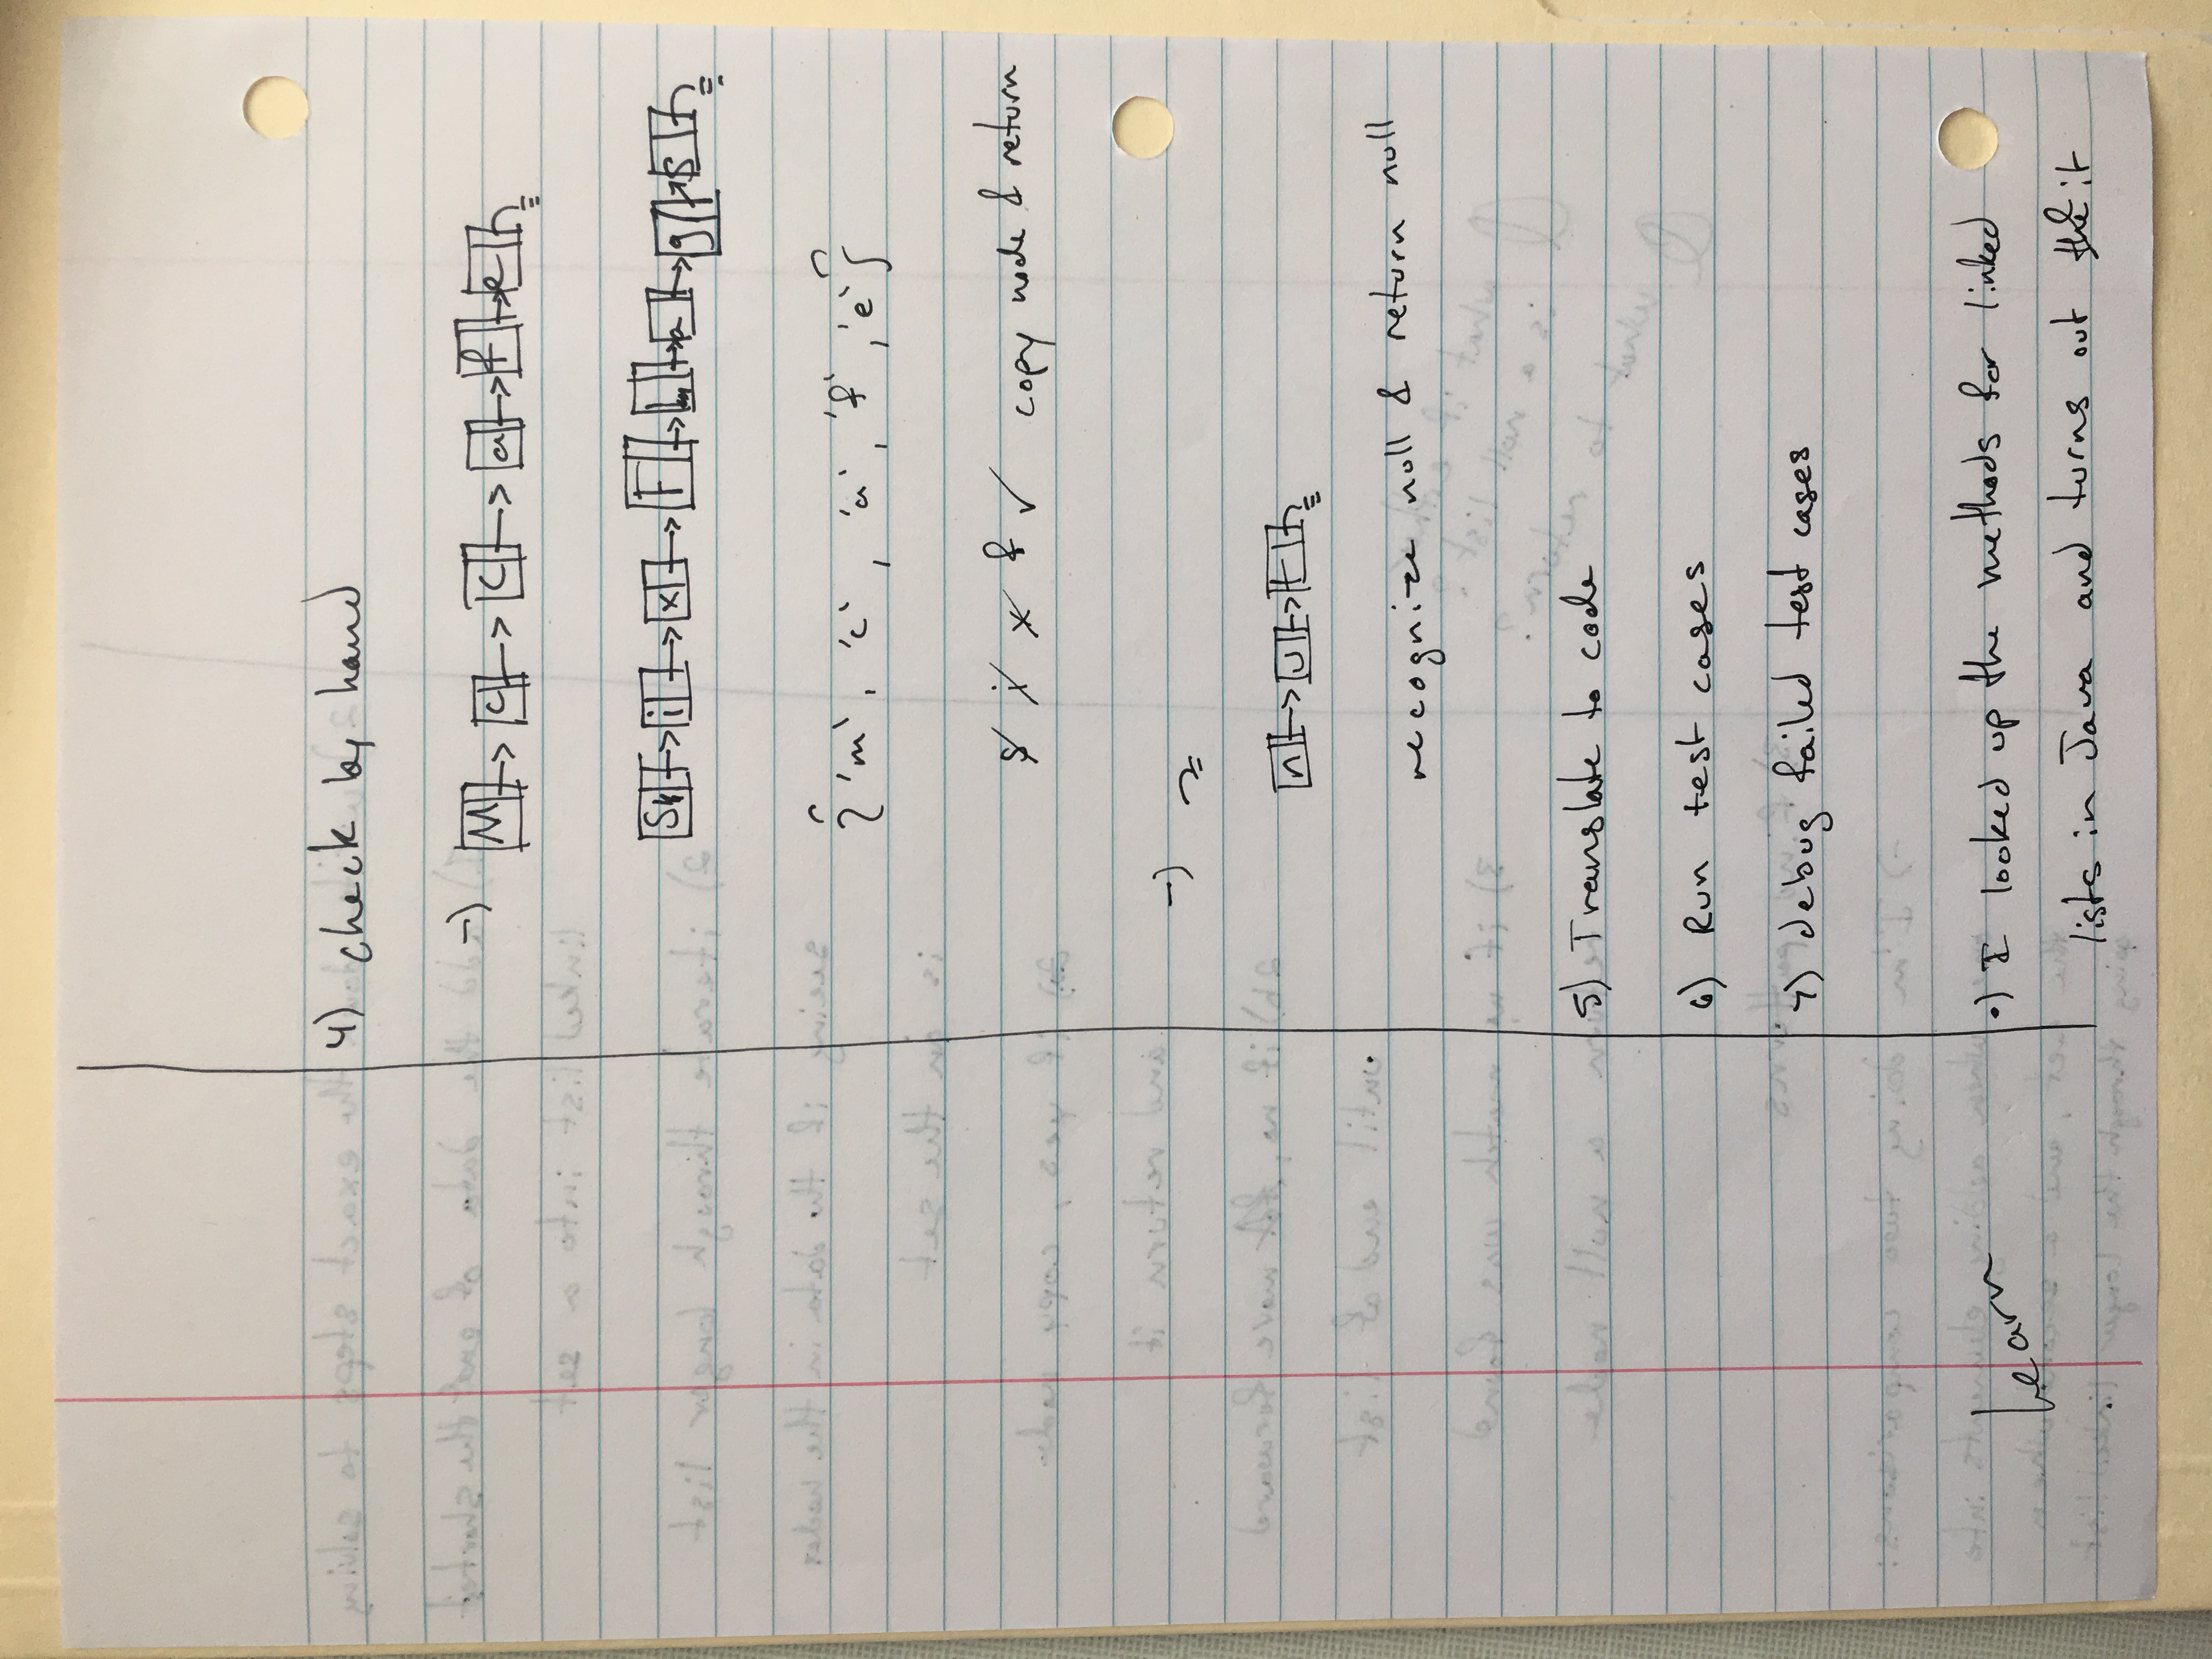 4) check by hand
→) M → c → C → a → f → e
i → x → F → → a → g → s
{'m', 'c', 'a', 'f', 'e'}
s i x f ✓ copy node & return
→)
n → u → t
recognize null & return null
5) Translate to code
6) Run test cases
7) debug failed test cases
Learn
•) I looked up the methods for linked
lists in Java and turns out it